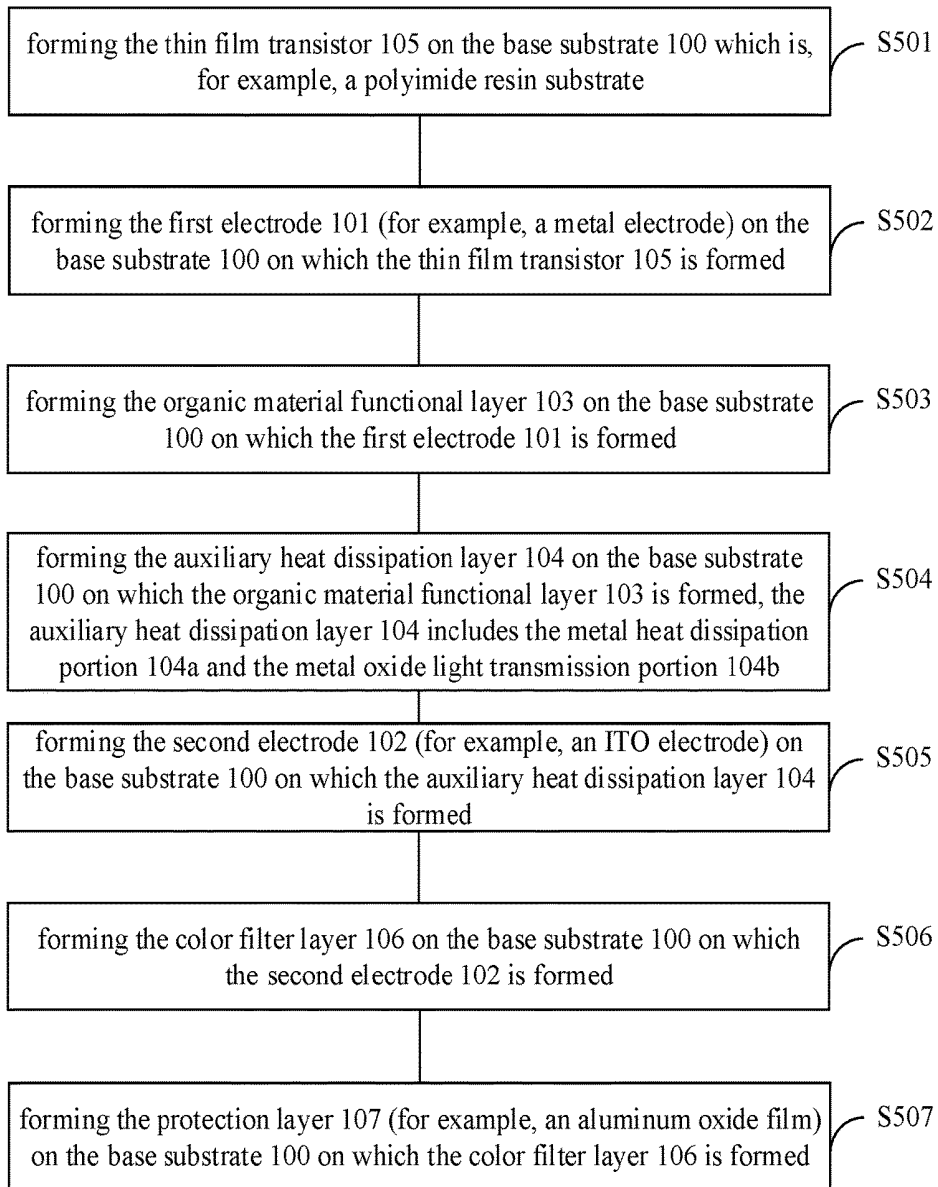 forming the thin film transistor 105 on the base substrate 100 which is,
for example, a polyimide resin substrate
S501
forming the first electrode 101 (for example, a metal electrode) on the
base substrate 100 on which the thin film transistor 105 is formed
S502
forming the organic material functional layer 103 on the base substrate
100 on which the first electrode 101 is formed
S503
forming the auxiliary heat dissipation layer 104 on the base substrate
100 on which the organic material functional layer 103 is formed, the
auxiliary heat dissipation layer 104 includes the metal heat dissipation
portion 104a and the metal oxide light transmission portion 104b
S504
forming the second electrode 102 (for example, an ITO electrode) on
the base substrate 100 on which the auxiliary heat dissipation layer 104
is formed
S505
forming the color filter layer 106 on the base substrate 100 on which
the second electrode 102 is formed
S506
forming the protection layer 107 (for example, an aluminum oxide film)
on the base substrate 100 on which the color filter layer 106 is formed
S507